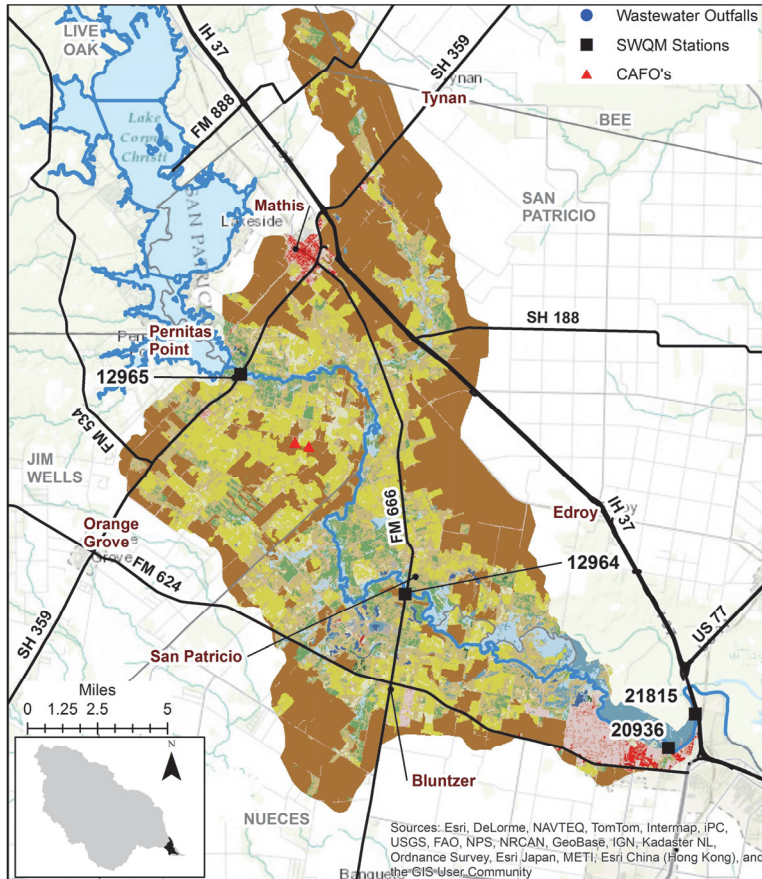 Wastewater Outfalls
SWQM Stations
CAFO's
LIVE
OAK
IH 37
SH 359
Tynan
Tynan
FM 888
BEE
Lake
Corpus
Christi
SAN PATRICIO
SAN
PATRICIO
Mathis
Lakeside
SH 188
Pernitas
Point
12965
FM 534
JIM
WELLS
FM 666
Edroy
IH 37
Orange
Grove
Grove
FM 624
12964
US 77
SH 359
San Patricio
Miles
0 1.25 2.5 5
N
21815
20936
Bluntzer
NUECES
Sources: Esri, DeLorme, NAVTEQ, TomTom, Intermap, iPC,
USGS, FAO, NPS, NRCAN, GeoBase, IGN, Kadaster NL,
Ordnance Survey, Esri Japan, METI, Esri China (Hong Kong), and
the GIS User Community